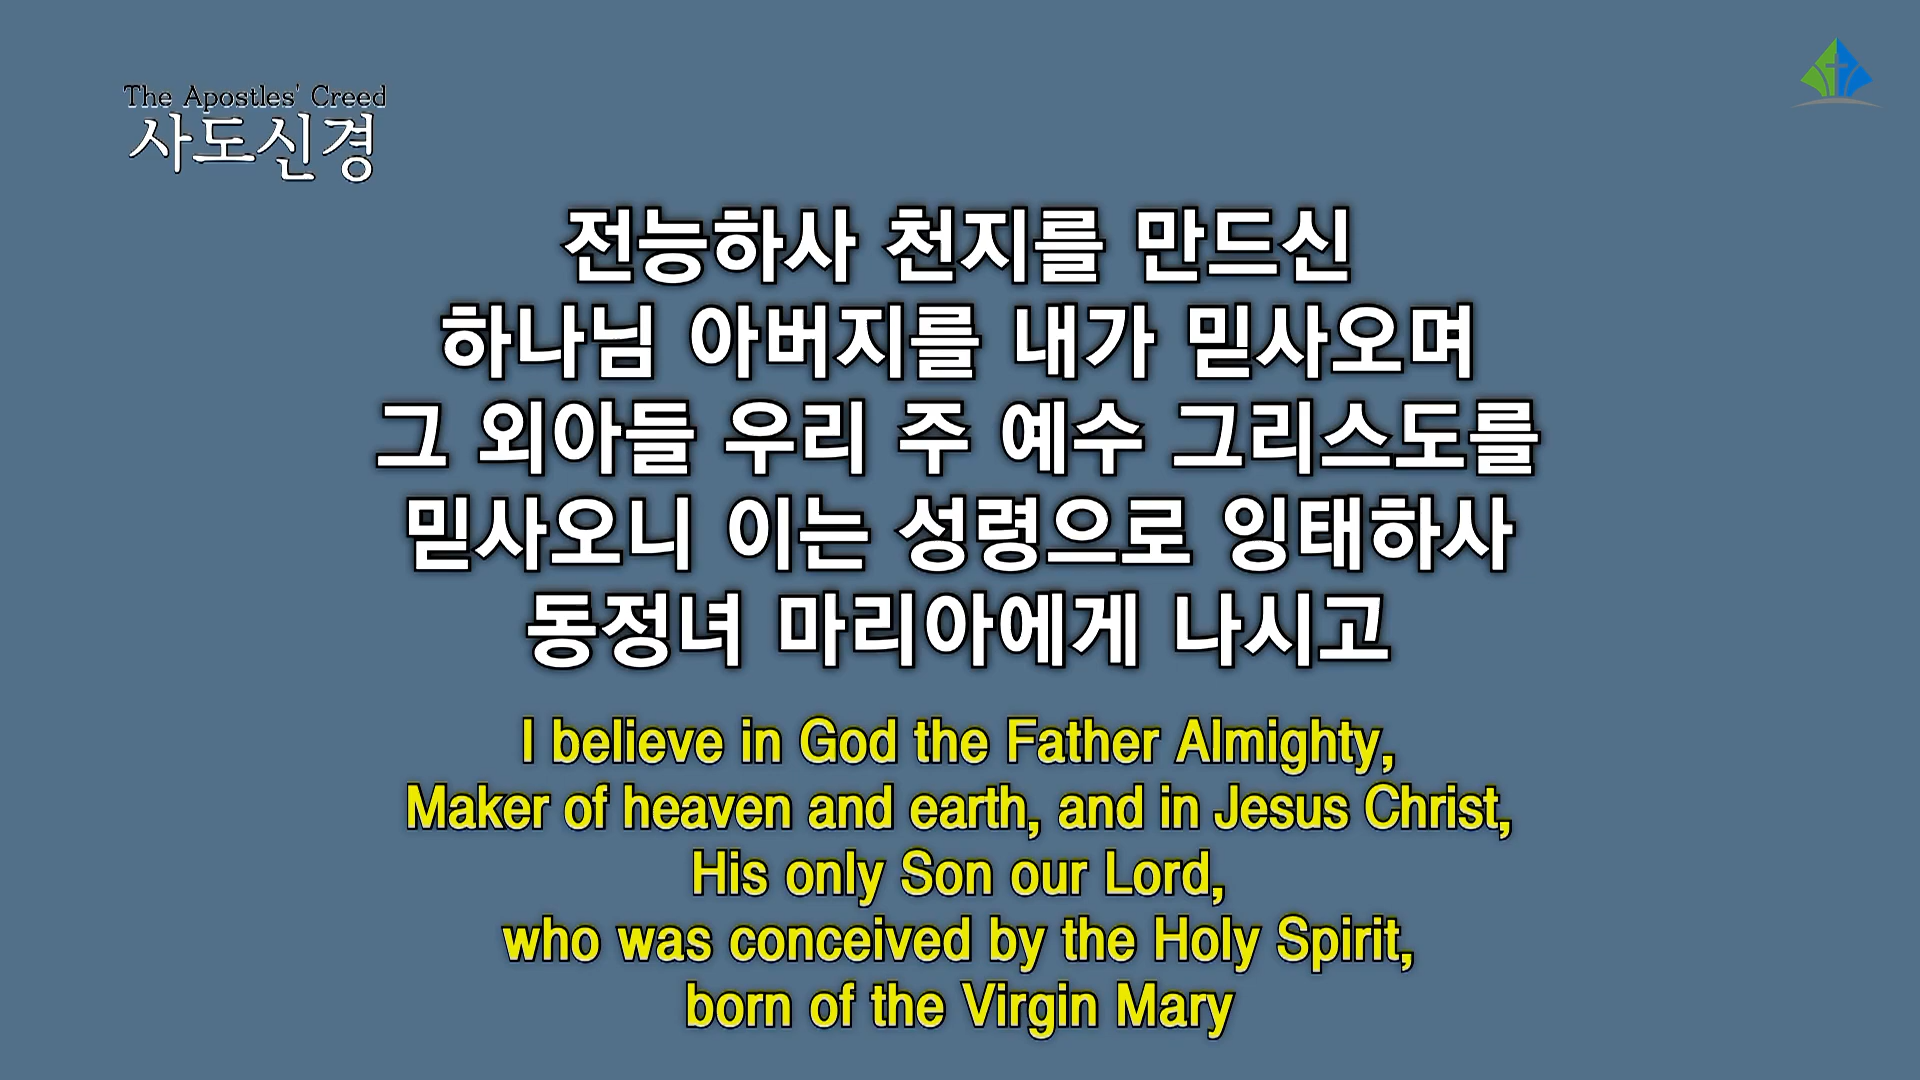 The Apostles' Creed
사도신경
전능하사 천지를 만드신
하나님 아버지를 내가 믿사오며
그 외아들 우리 주 예수 그리스도를
믿사오니 이는 성령으로 잉태하사
동정녀 마리아에게 나시고
I believe in God the Father Almighty,
Maker of heaven and earth, and in Jesus Christ,
His only Son our Lord,
who was conceived by the Holy Spirit,
born of the Virgin Mary